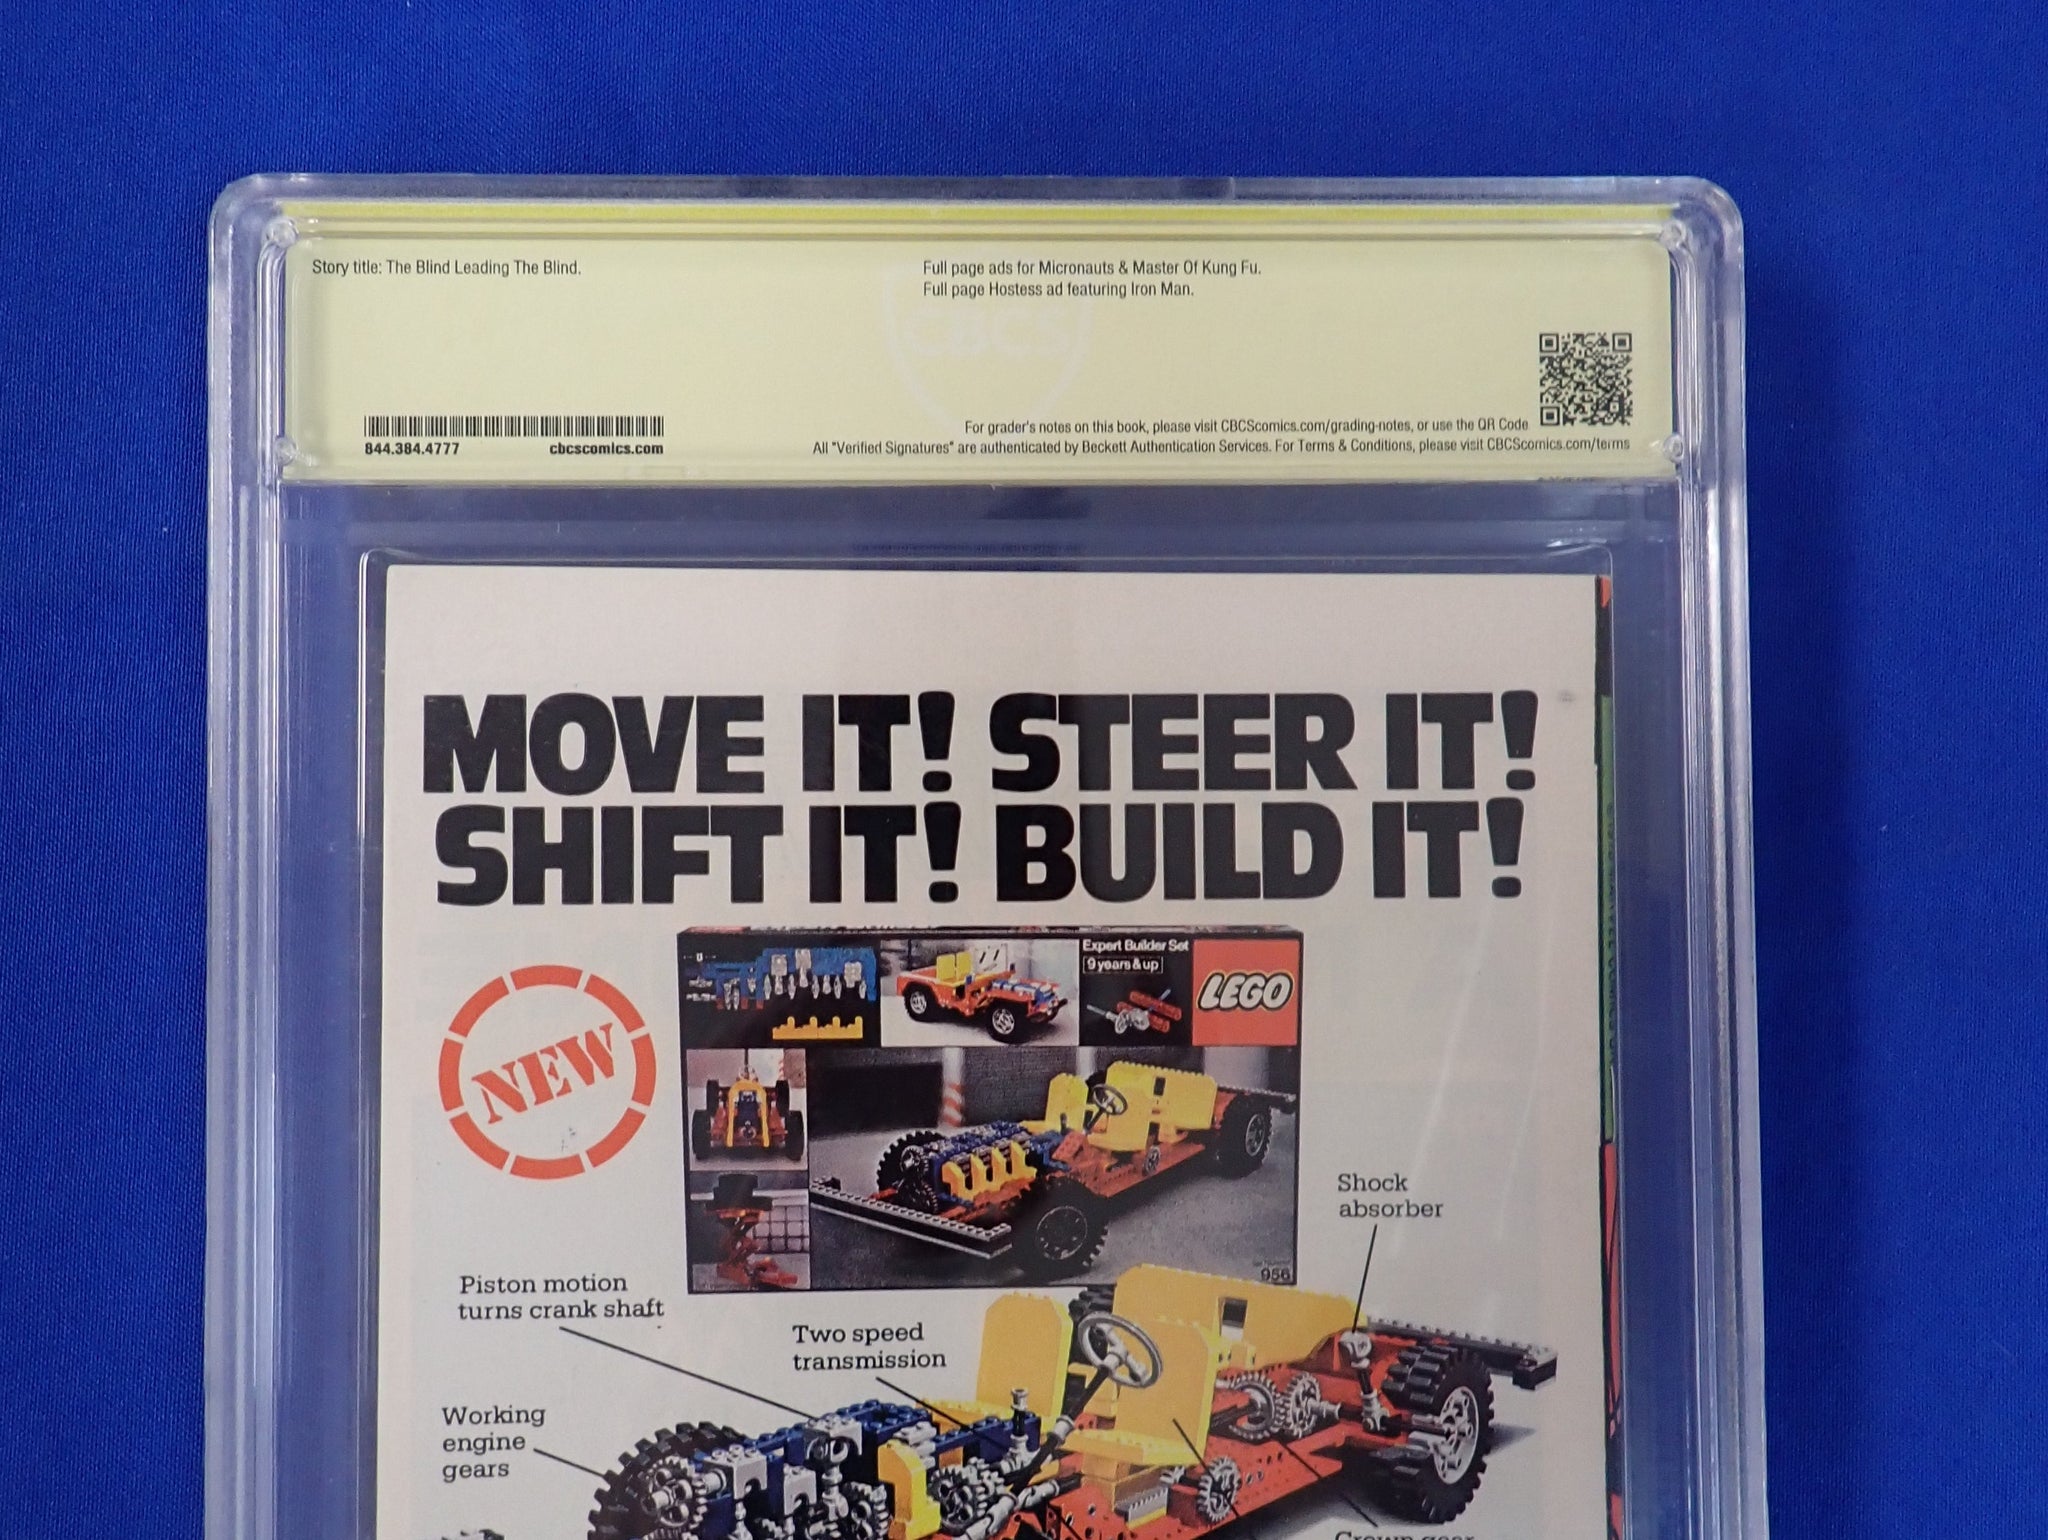 Story title: The Blind Leading The Blind.
Full page ads for Micronauts & Master Of Kung Fu.
Full page Hostess ad featuring Iron Man.
CBCS
844.384.4777
cbcscomics.com
For grader's notes on this book, please visit CBCScomics.com/grading-notes, or use the QR Code
All "Verified Signatures" are authenticated by Beckett Authentication Services. For Terms & Conditions, please visit CBCScomics.com/terms
MOVE IT! STEER IT!
SHIFT IT! BUILD IT!
NEW
Expert Builder Set
9 years & up
LEGO
956
Shock
absorber
Piston motion
turns crank shaft
Two speed
transmission
Working
engine
gears
Crown gear